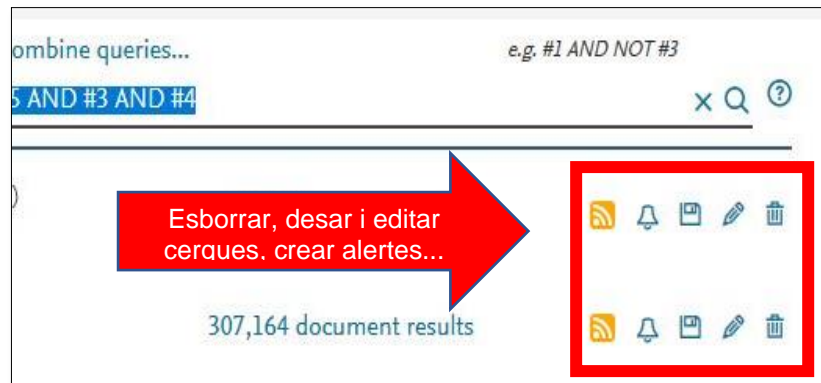 ombine queries... e.g. #1 AND NOT #3
5 AND #3 AND #4
)
Esborrar, desar i editar
cerques, crear alertes...
307,164 document results